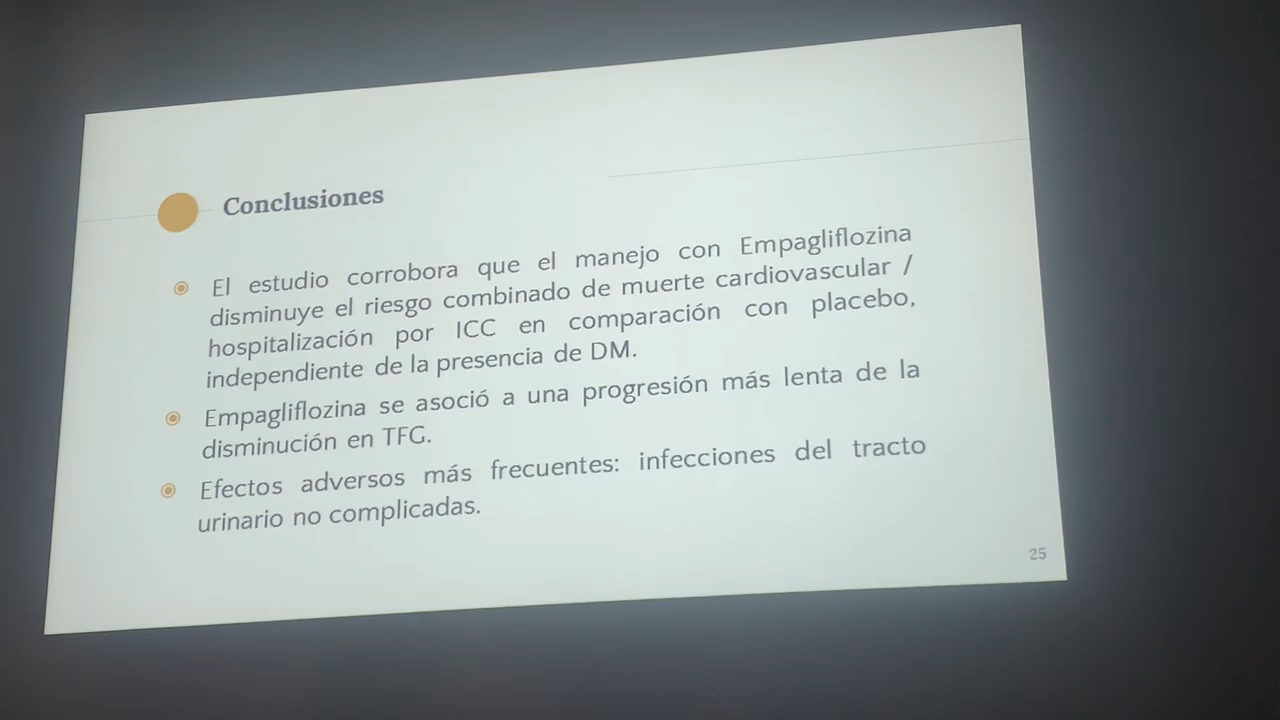 Conclusiones
El estudio corrobora que el manejo con Empagliflozina
disminuye el riesgo combinado de muerte cardiovascular /
hospitalización por ICC en comparación con placebo,
independiente de la presencia de DM.
Empagliflozina se asoció a una progresión más lenta de la
disminución en TFG.
Efectos adversos más frecuentes: infecciones del tracto
urinario no complicadas.
25